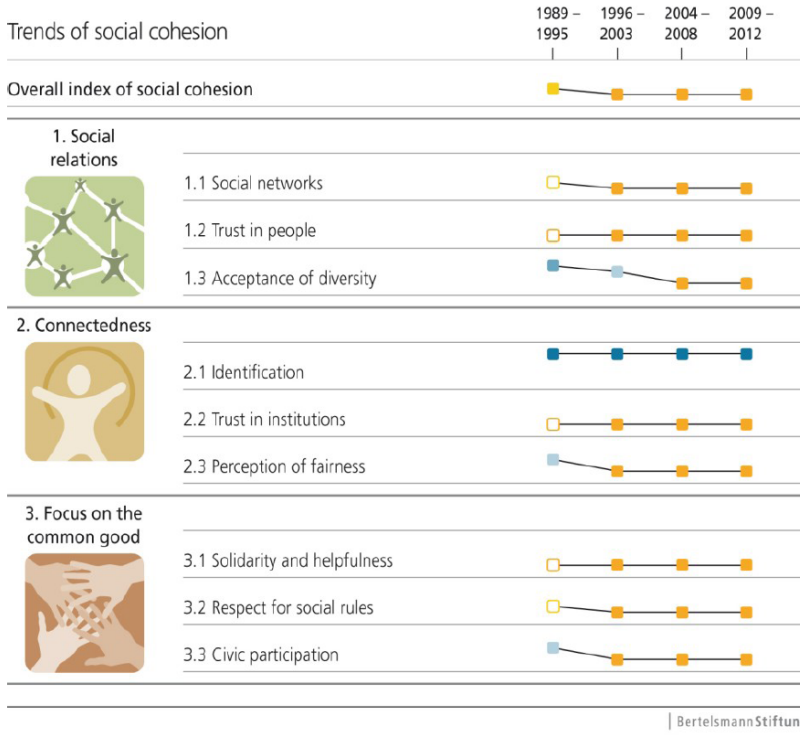 Trends of social cohesion
1989 – 1995
1996 – 2003
2004 – 2008
2009 – 2012
Overall index of social cohesion
1. Social
relations
1.1 Social networks
1.2 Trust in people
1.3 Acceptance of diversity
2. Connectedness
2.1 Identification
2.2 Trust in institutions
2.3 Perception of fairness
3. Focus on the
common good
3.1 Solidarity and helpfulness
3.2 Respect for social rules
3.3 Civic participation
BertelsmannStiftun